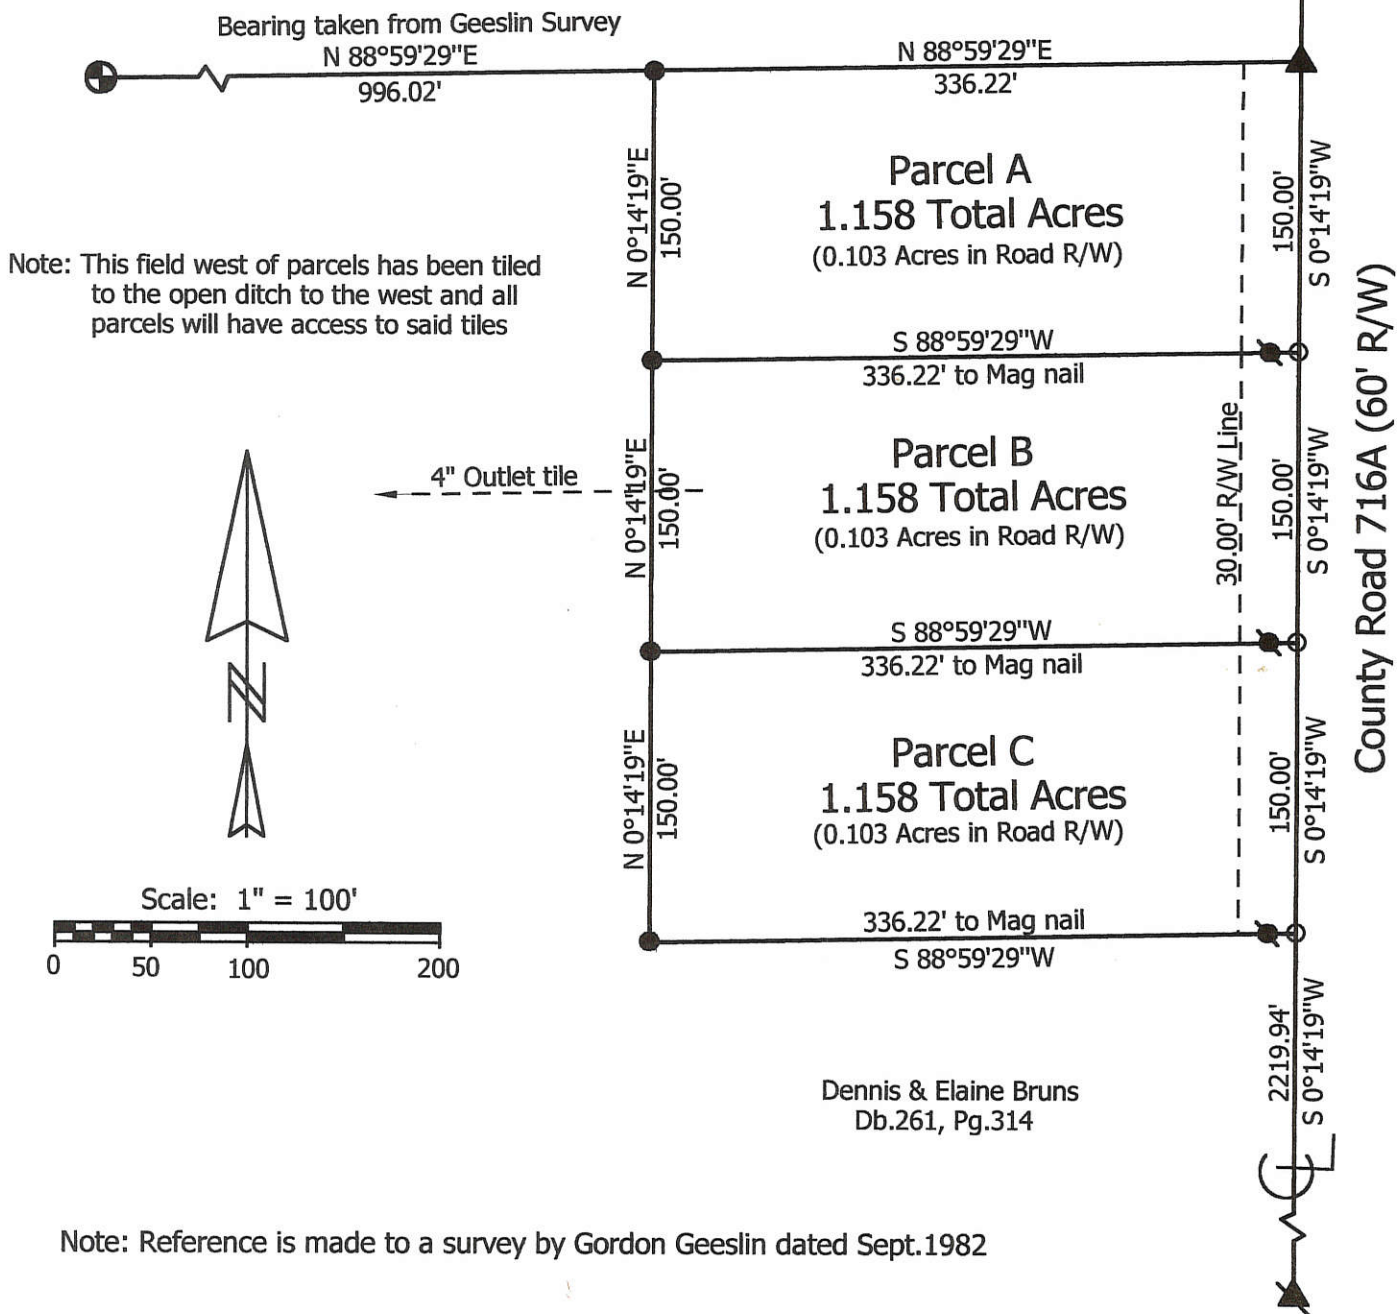 Bearing taken from Geeslin Survey
N 88°59'29"E
996.02'
N 88°59'29"E
336.22'
Parcel A
1.158 Total Acres
(0.103 Acres in Road R/W)
N 0°14'19"E
150.00'
150.00'
S 0°14'19"W
Note: This field west of parcels has been tiled
to the open ditch to the west and all
parcels will have access to said tiles
S 88°59'29"W
336.22' to Mag nail
County Road 716A (60' R/W)
Parcel B
1.158 Total Acres
(0.103 Acres in Road R/W)
4" Outlet tile
N 0°14'19"E
150.00'
30.00' R/W Line
150.00'
S 0°14'19"W
S 88°59'29"W
336.22' to Mag nail
N
Parcel C
1.158 Total Acres
(0.103 Acres in Road R/W)
N 0°14'19"E
150.00'
150.00'
S 0°14'19"W
Scale: 1" = 100'
0 50 100 200
336.22' to Mag nail
S 88°59'29"W
2219.94'
S 0°14'19"W
Dennis & Elaine Bruns
Db.261, Pg.314
Note: Reference is made to a survey by Gordon Geeslin dated Sept.1982